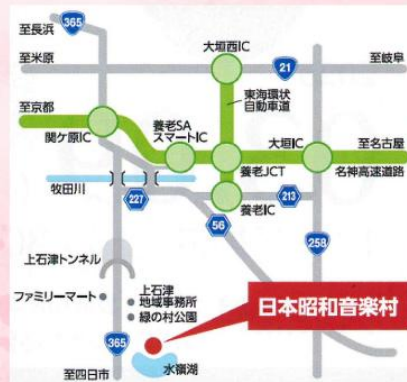 365
至長浜
大垣西IC
至米原
21
至岐阜
東海環状
自動車道
至京都
養老SA
スマートIC
関ケ原IC
大垣IC
至名古屋
牧田川
養老JCT
名神高速道路
227
213
養老IC
56
258
上石津トンネル
上石津
地域事務所
ファミリーマート
緑の村公園
日本昭和音楽村
365
水嶺湖
至四日市